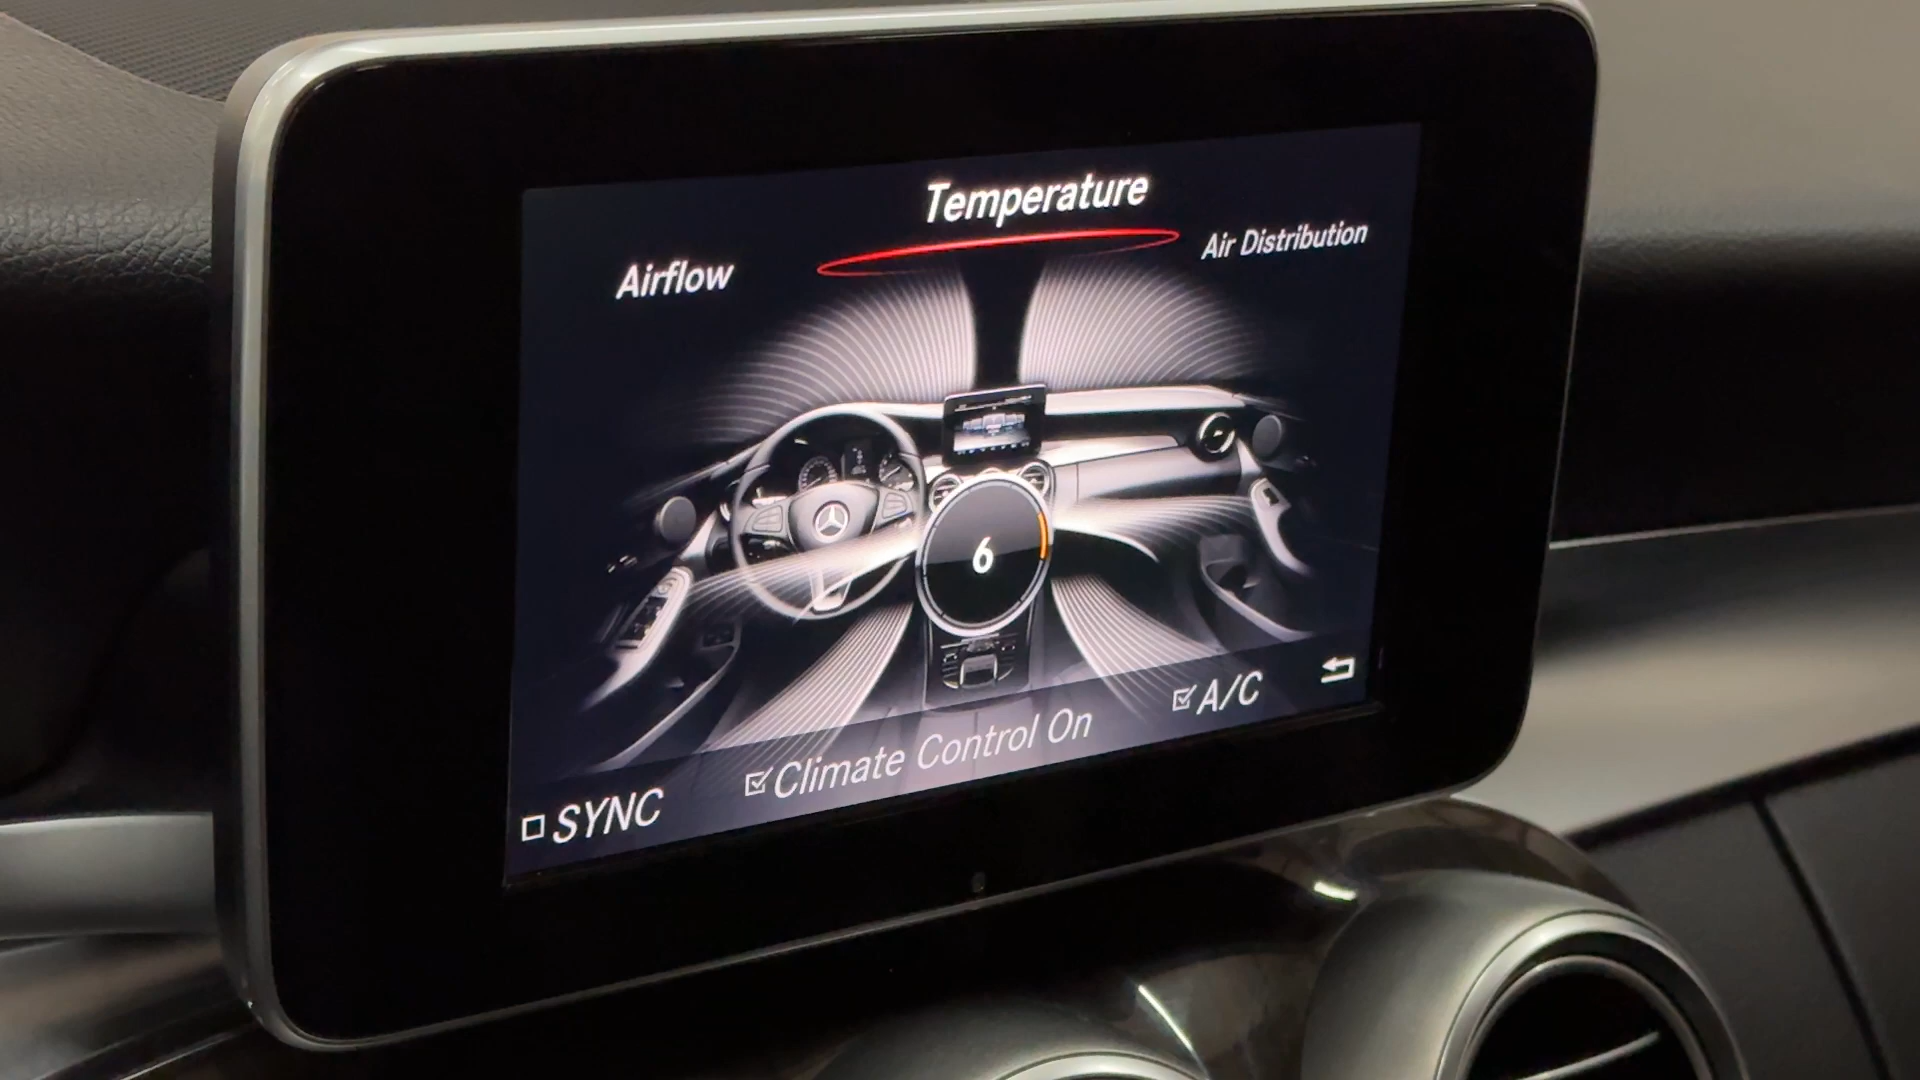 Temperature
Airflow
Air Distribution
6
SYNC
Climate Control On
A/C